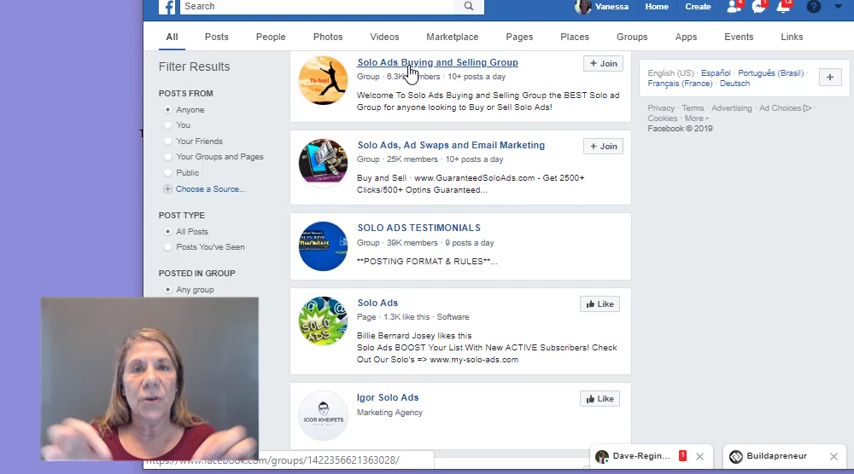 Search
Vanessa Home Create 4 1 13
All Posts People Photos Videos Marketplace Pages Places Groups Apps Events Links
Filter Results
POSTS FROM
Anyone
You
Your Friends
Your Groups and Pages
Public
Choose a Source...
POST TYPE
All Posts
Posts You've Seen
POSTED IN GROUP
Any group
Solo Ads Buying and Selling Group
Join
Group · 6.3K members · 10+ posts a day
Welcome To Solo Ads Buying and Selling Group the BEST Solo ad
Group for anyone looking to Buy or Sell Solo Ads!
Solo Ads, Ad Swaps and Email Marketing
Join
Group · 25K members · 10+ posts a day
Buy and Sell · www.GuaranteedSoloAds.com - Get 2500+
Clicks/500+ Optins Guaranteed...
SOLO ADS TESTIMONIALS
Group · 39K members · 9 posts a day
**POSTING FORMAT & RULES**...
SOLO
ADS
Solo Ads
Like
Page · 1.3K like this · Software
Billie Bernard Josey likes this
Solo Ads BOOST Your List With New ACTIVE Subscribers! Check
Out Our Solo's => www.my-solo-ads.com
IGOR KHEIFETS
Igor Solo Ads
Like
Marketing Agency
English (US) · Español · Português (Brasil) ·
Français (France) · Deutsch
Privacy · Terms · Advertising · Ad Choices
Cookies · More
Facebook © 2019
https://www.facebook.com/groups/1422356621363028/
Dave-Regin... 1
Buildapreneur